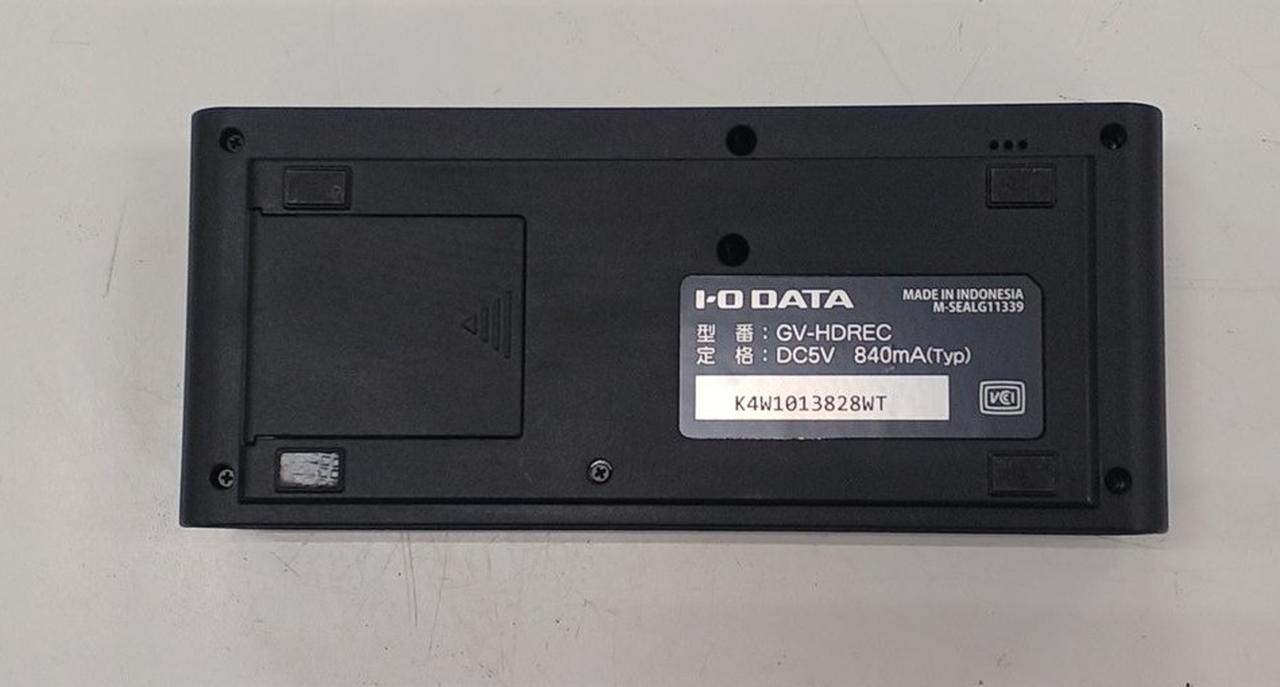 I-O DATA
MADE IN INDONESIA
M-SEALG11339
型 番：GV-HDREC
定 格：DC5V 840mA(Typ)
K4W1013828WT
VCI